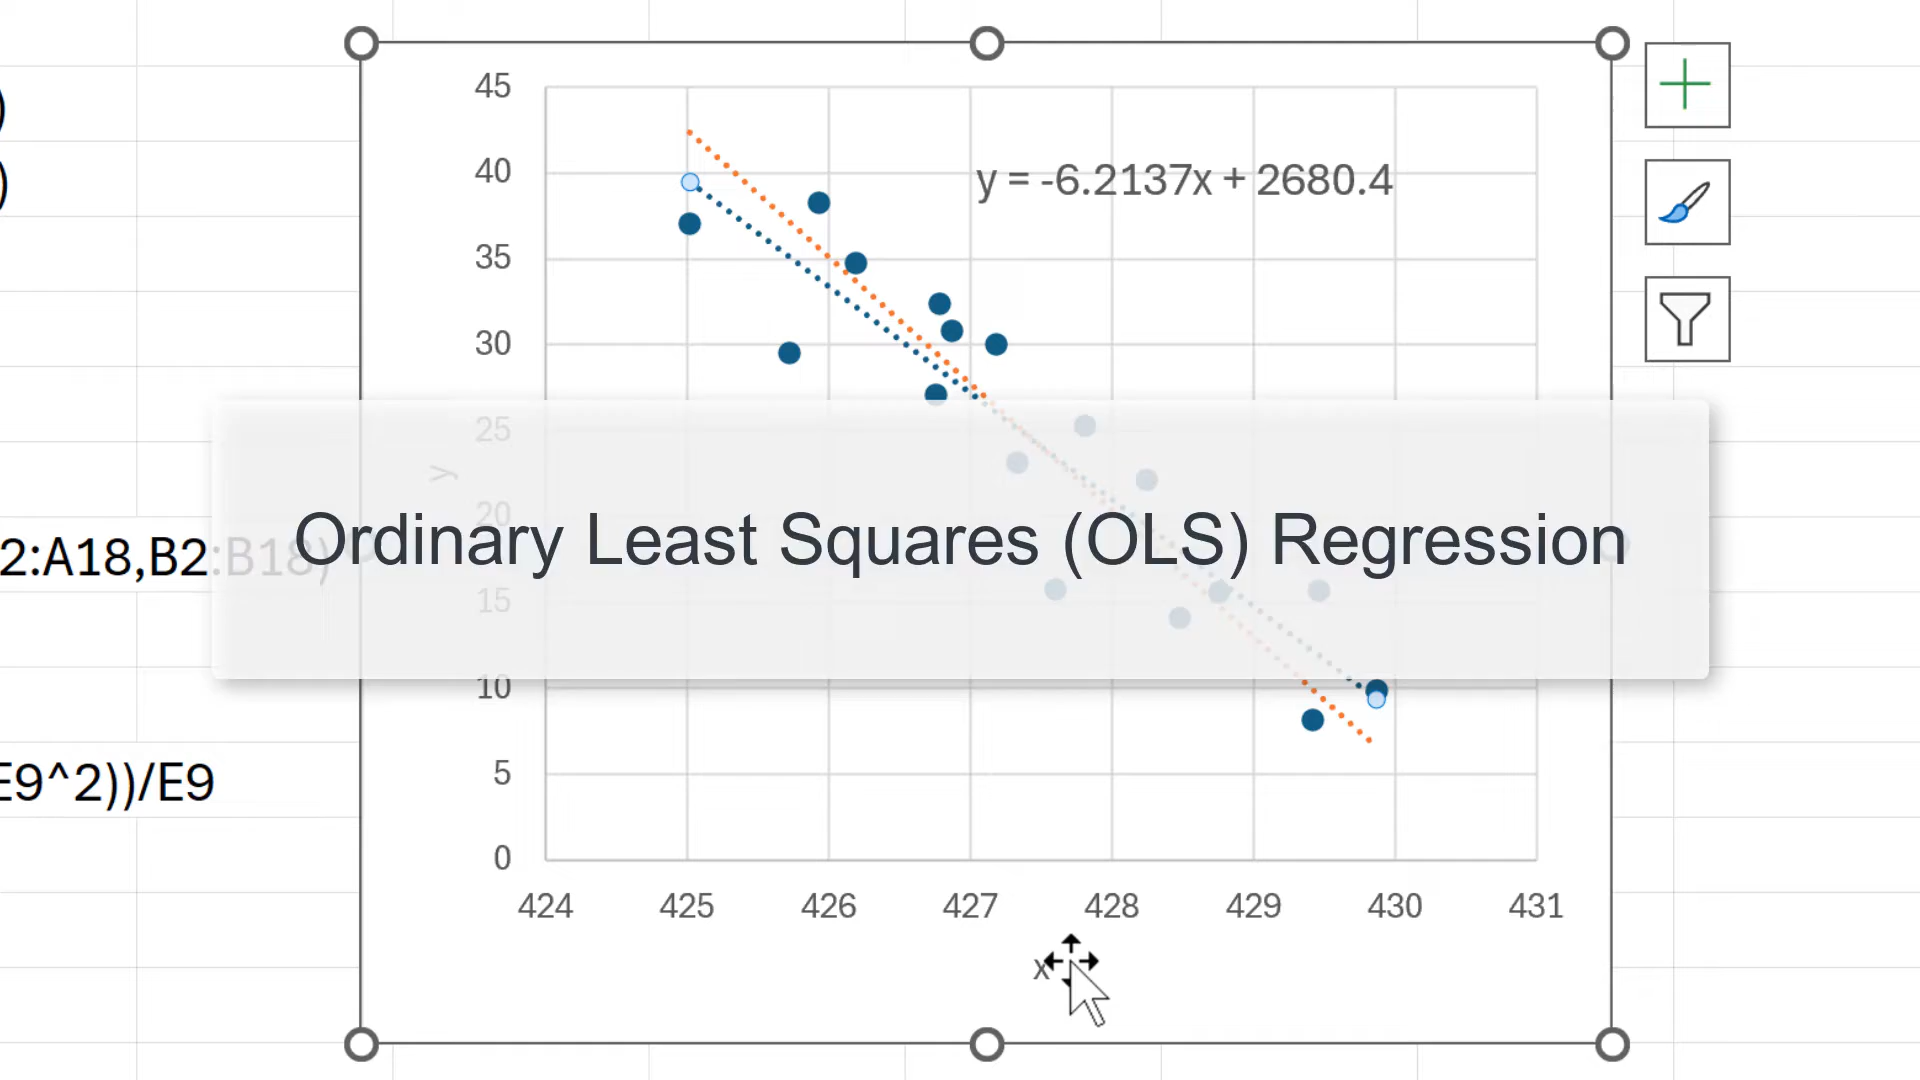 )
)
45
40
35
30
25
20
15
10
5
0
y = -6.2137x + 2680.4
y
2:A18,B2:B18)
Ordinary Least Squares (OLS) Regression
E9^2))/E9
424 425 426 427 428 429 430 431
x